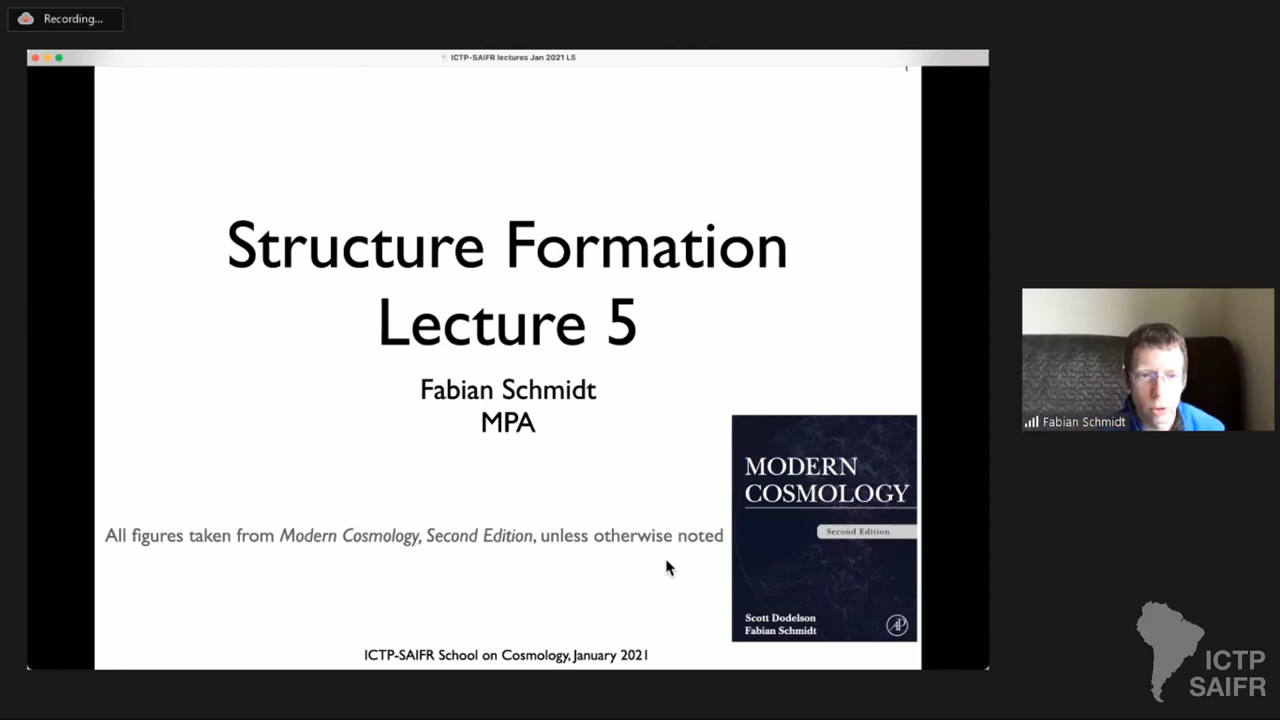 Recording...
ICTP-SAIFR lectures Jan 2021 L5
Structure Formation
Lecture 5
Fabian Schmidt
MPA
MODERN
COSMOLOGY
Second Edition
All figures taken from Modern Cosmology, Second Edition, unless otherwise noted
Scott Dodelson
Fabian Schmidt
AP
ICTP-SAIFR School on Cosmology, January 2021
Fabian Schmidt
ICTP
SAIFR